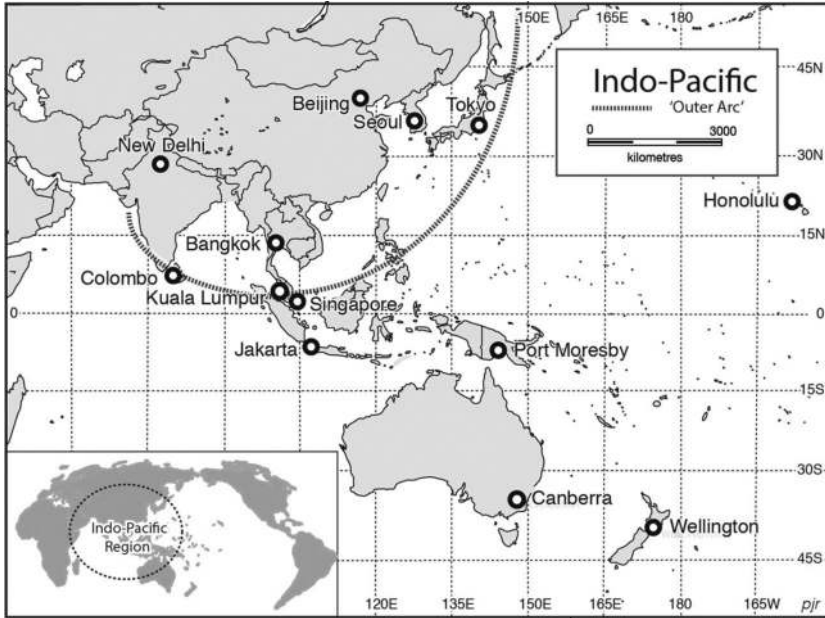 150E 165E 180
45N
Indo-Pacific
'Outer Arc'
0 3000
kilometres
Beijing
Seoul
Tokyo
New Delhi
30N
Honolulu
15N
Bangkok
Colombo
Kuala Lumpur
Singapore
0 0
Jakarta
Port Moresby
15S
30S
Canberra
Indo-Pacific
Region
Wellington
45S
120E 135E 150E 165E 180 165W pjr